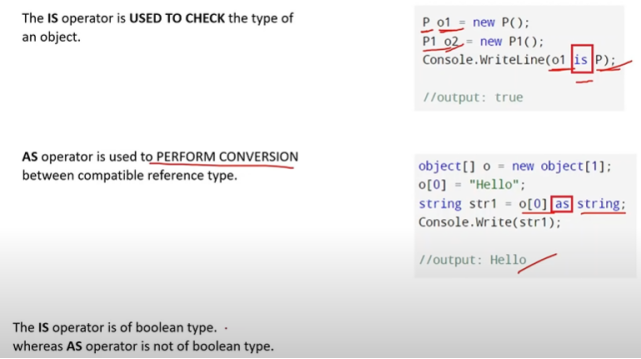 The IS operator is USED TO CHECK the type of
an object.
P o1 = new P();
P1 o2 = new P1();
Console.WriteLine(o1 is P);
//output: true
AS operator is used to PERFORM CONVERSION
between compatible reference type.
object[] o = new object[1];
o[0] = "Hello";
string str1 = o[0] as string;
Console.Write(str1);
//output: Hello
The IS operator is of boolean type.
whereas AS operator is not of boolean type.